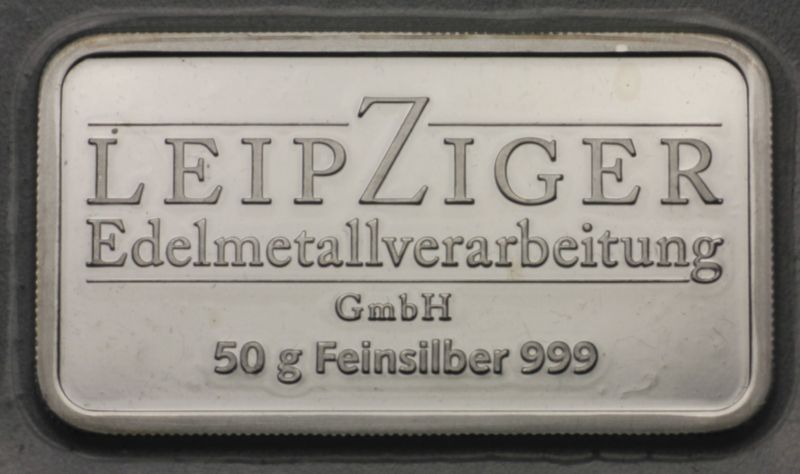 LEIPZIGER
Edelmetallverarbeitung
GmbH
50 g Feinsilber 999